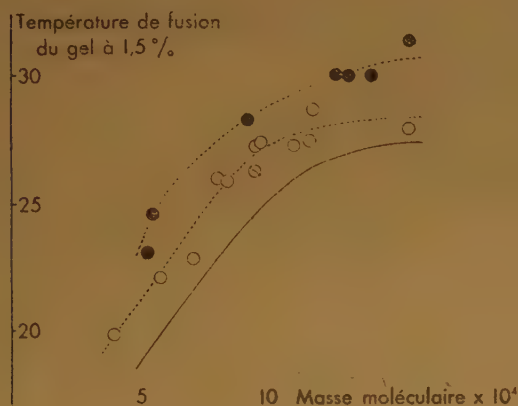 Température de fusion
du gel à 1,5 %
30
25
20
5 10 Masse moléculaire x 10⁴